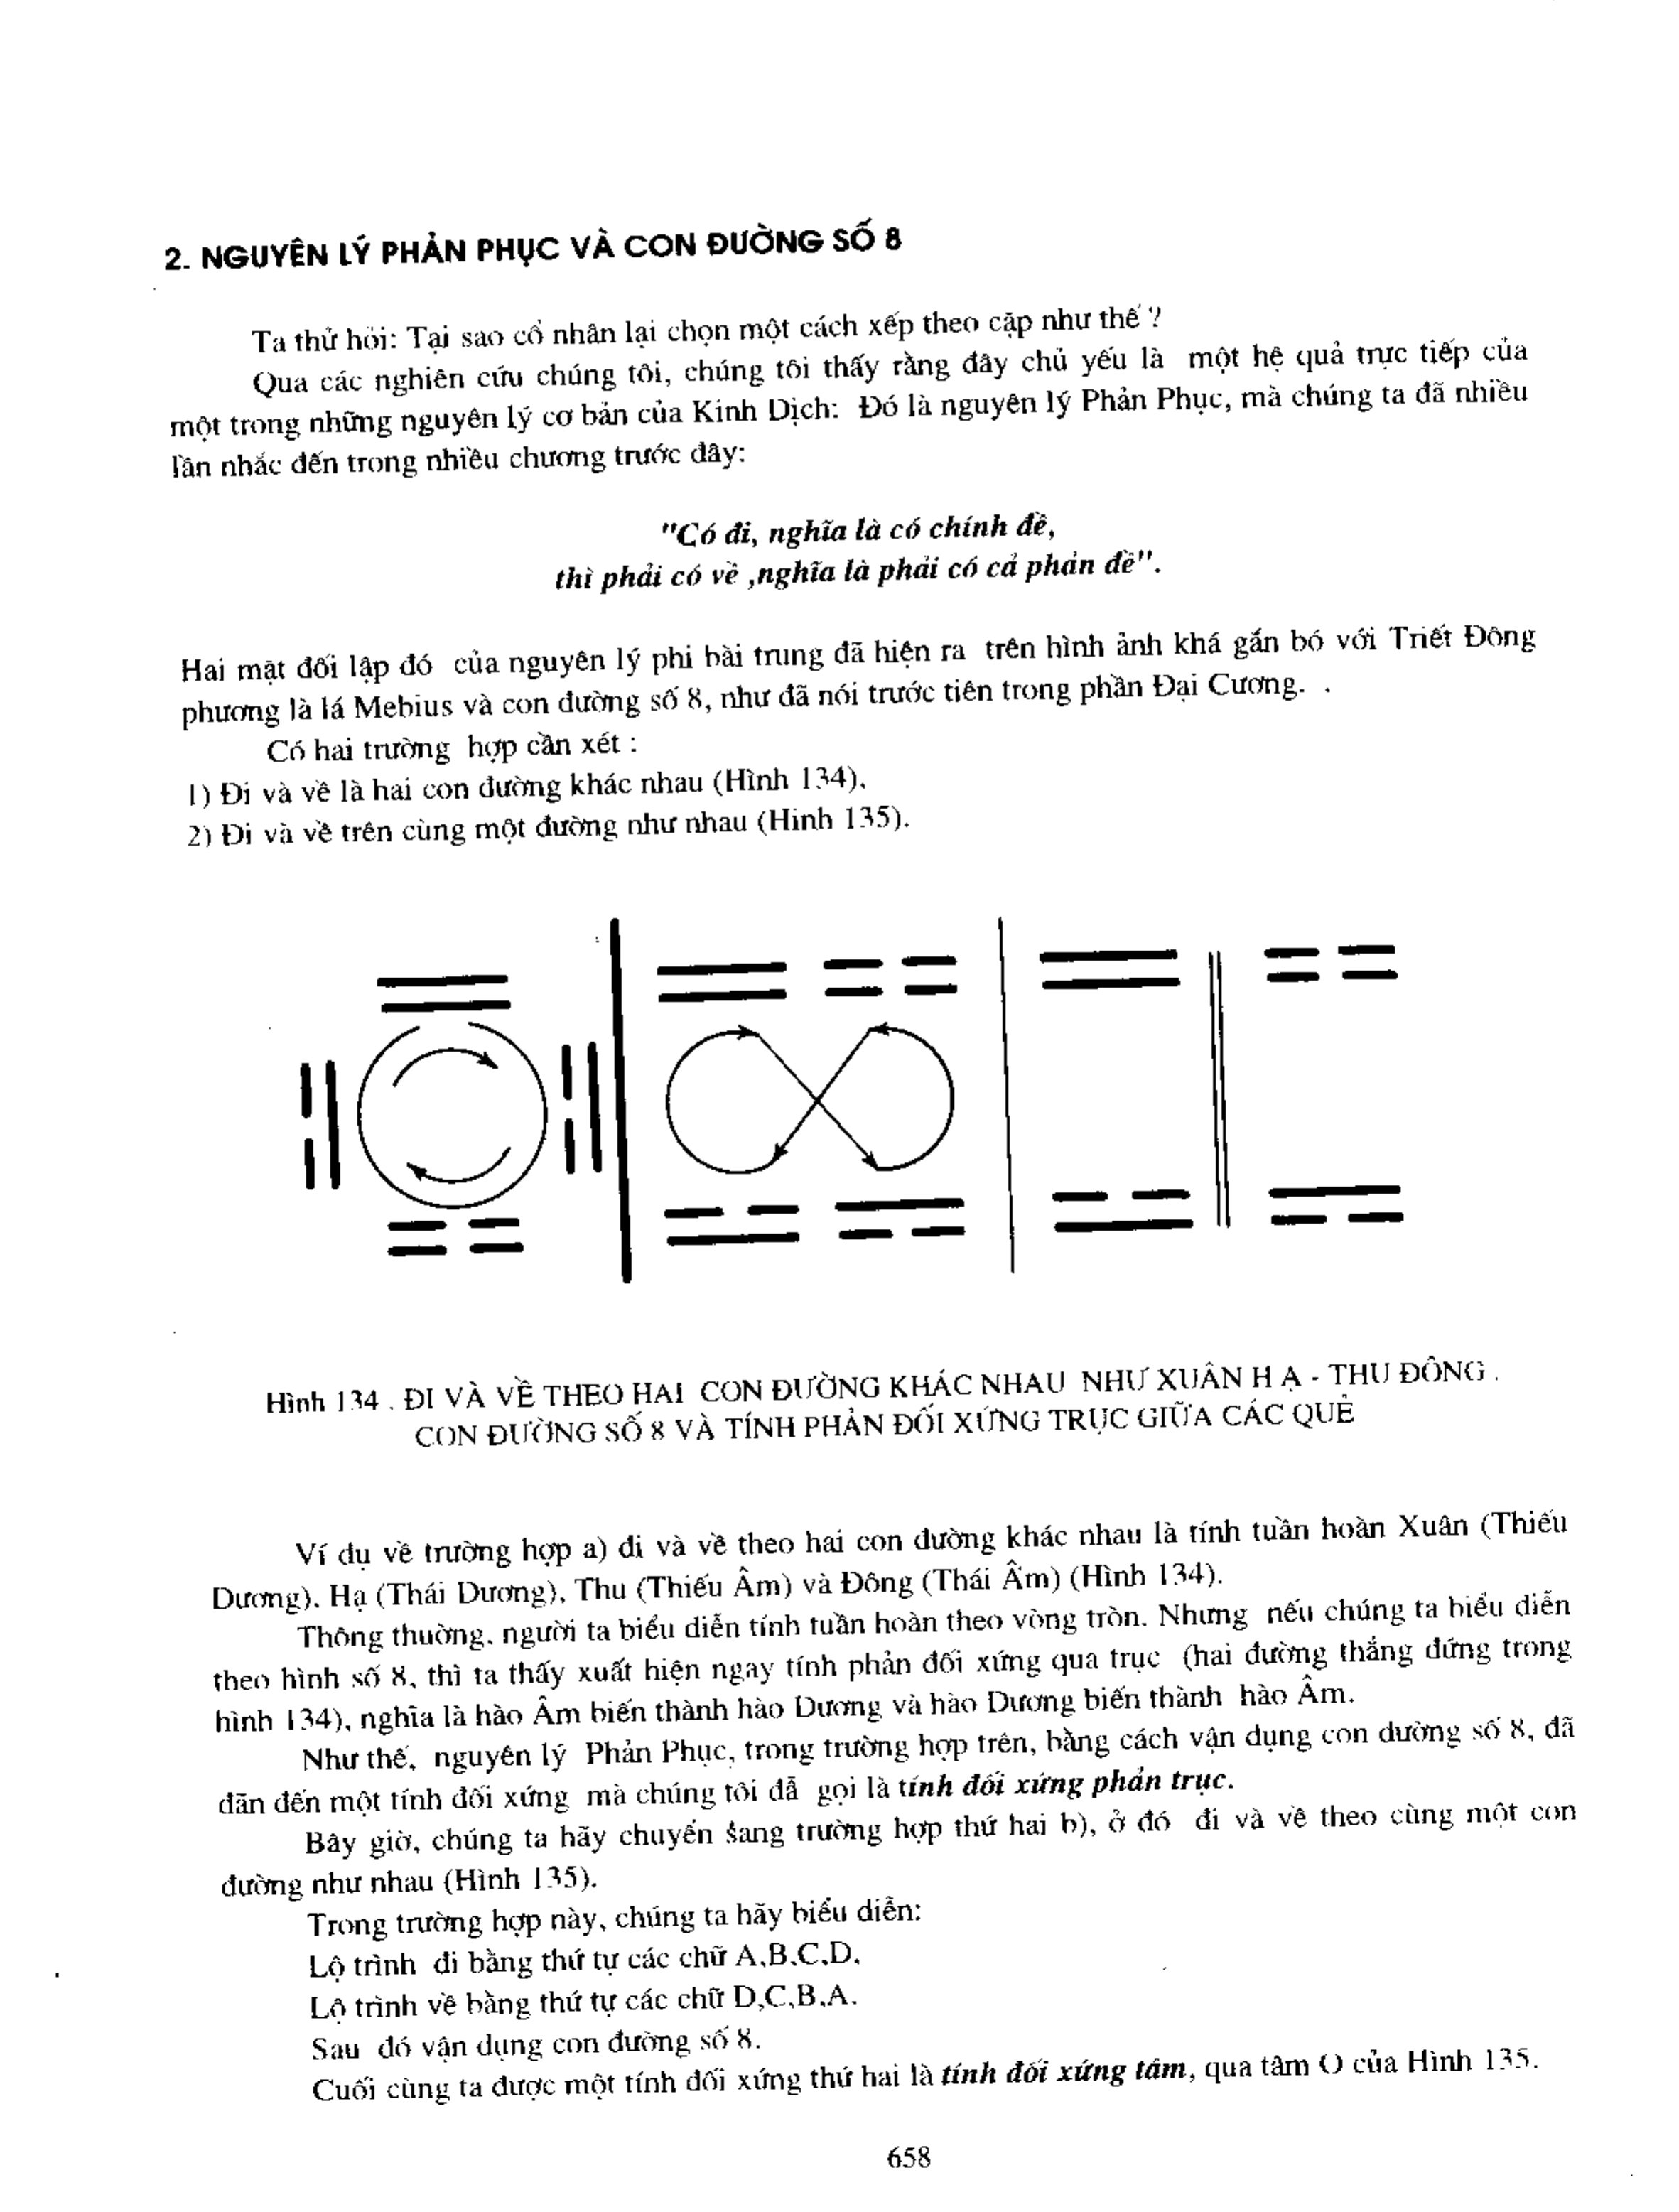 2. NGUYÊN LÝ PHẢN PHỤC VÀ CON ĐƯỜNG SỐ 8
Ta thử hỏi: Tại sao cổ nhân lại chọn một cách xếp theo cặp như thế ?
Qua các nghiên cứu chúng tôi, chúng tôi thấy rằng đây chủ yếu là một hệ quả trực tiếp của
một trong những nguyên lý cơ bản của Kinh Dịch: Đó là nguyên lý Phản Phục, mà chúng ta đã nhiều
lần nhắc đến trong nhiều chương trước đây:
"Có đi, nghĩa là có chính đề,
thì phải có về ,nghĩa là phải có cả phản đề".
Hai mặt đối lập đó của nguyên lý phi bài trung đã hiện ra trên hình ảnh khá gắn bó với Triết Đông
phương là lá Mebius và con đường số 8, như đã nói trước tiên trong phần Đại Cương. .
Có hai trường hợp cần xét :
1) Đi và về là hai con đường khác nhau (Hình 134),
2) Đi và về trên cùng một đường như nhau (Hình 135).
Hình 134 . ĐI VÀ VỀ THEO HAI CON ĐƯỜNG KHÁC NHAU NHƯ XUÂN H Ạ - THU ĐÔNG .
CON ĐƯỜNG SỐ 8 VÀ TÍNH PHẢN ĐỐI XỨNG TRỤC GIỮA CÁC QUẺ
Ví dụ về trường hợp a) đi và về theo hai con đường khác nhau là tính tuần hoàn Xuân (Thiếu
Dương), Hạ (Thái Dương), Thu (Thiếu Âm) và Đông (Thái Âm) (Hình 134).
Thông thuờng, người ta biểu diễn tính tuần hoàn theo vòng tròn. Nhưng nếu chúng ta biểu diễn
theo hình số 8, thì ta thấy xuất hiện ngay tính phản đối xứng qua trục (hai đường thẳng đứng trong
hình 134), nghĩa là hào Âm biến thành hào Dương và hào Dương biến thành hào Âm.
Như thế, nguyên lý Phản Phục, trong trường hợp trên, bằng cách vận dụng con đường số 8, đã
dẫn đến một tính đối xứng mà chúng tôi đã gọi là tính đối xứng phản trục.
Bây giờ, chúng ta hãy chuyển sang trường hợp thứ hai b), ở đó đi và về theo cùng một con
đường như nhau (Hình 135).
Trong trường hợp này, chúng ta hãy biểu diễn:
Lộ trình đi bằng thứ tự các chữ A,B,C,D.
Lộ trình về bằng thứ tự các chữ D,C,B,A.
Sau đó vận dụng con đường số 8.
Cuối cùng ta được một tính đối xứng thứ hai là tính đối xứng tâm, qua tâm O của Hình 135.
658